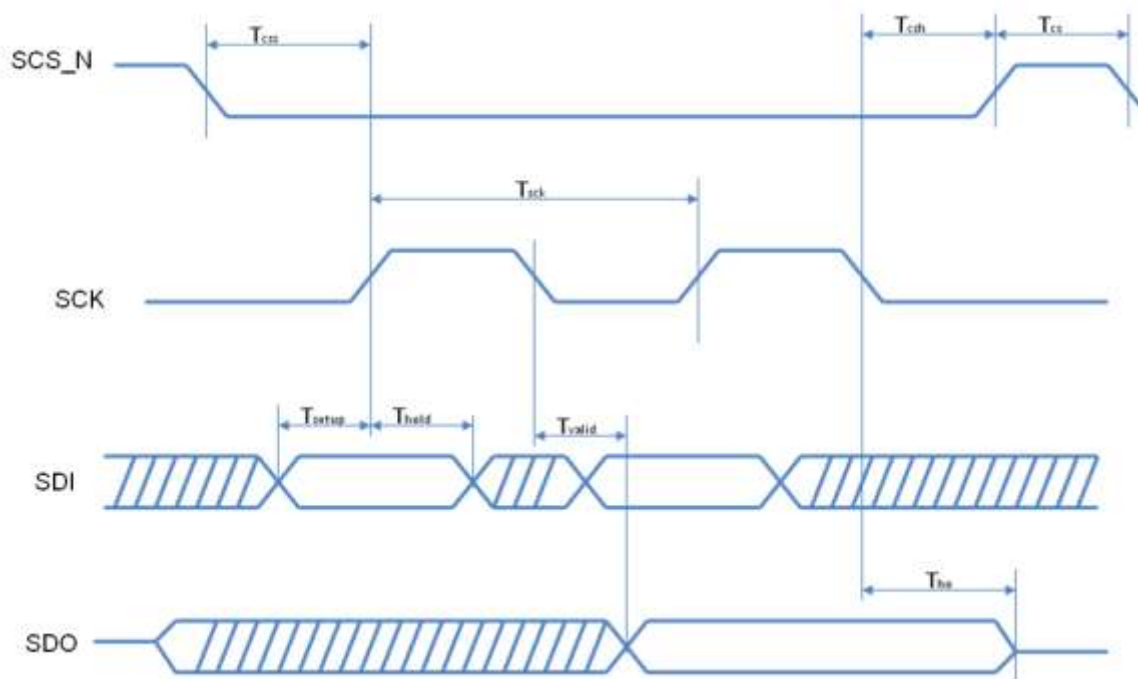 Tcss
Tcsh
Tcs
SCS_N
Tsck
SCK
Tsetup
Thold
Tvalid
SDI
Tho
SDO